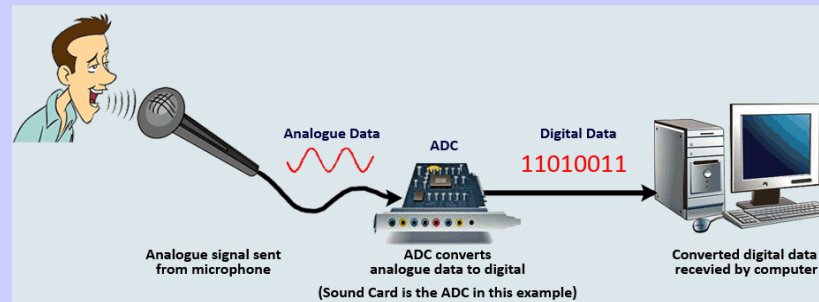 Analogue Data
ADC
Digital Data
11010011
Analogue signal sent
from microphone
ADC converts
analogue data to digital
(Sound Card is the ADC in this example)
Converted digital data
recevied by computer